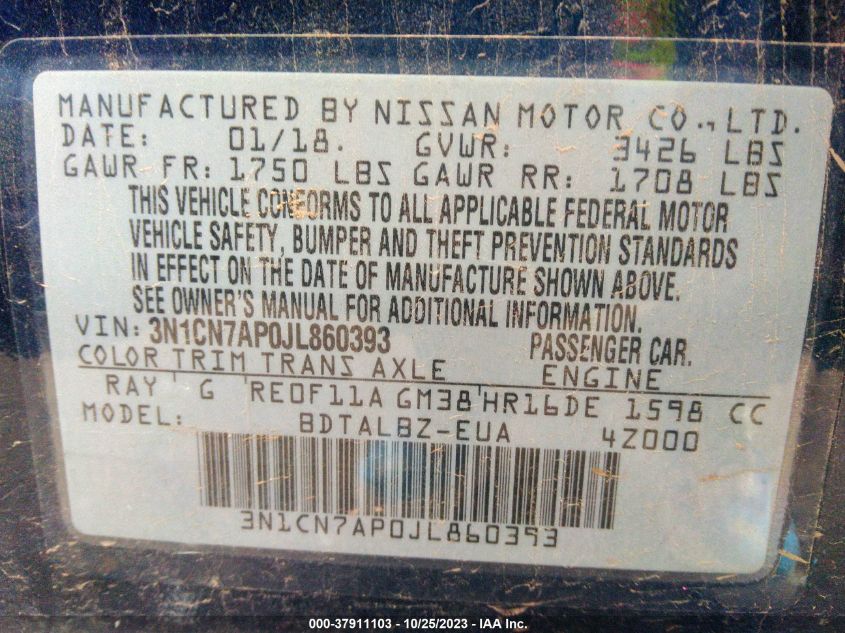 MANUFACTURED BY NISSAN MOTOR CO., LTD.
DATE: 01/18. GVWR: 3426 LBS
GAWR FR: 1750 LBS GAWR RR: 1708 LBS
THIS VEHICLE CONFORMS TO ALL APPLICABLE FEDERAL MOTOR
VEHICLE SAFETY, BUMPER AND THEFT PREVENTION STANDARDS
IN EFFECT ON THE DATE OF MANUFACTURE SHOWN ABOVE.
SEE OWNER'S MANUAL FOR ADDITIONAL INFORMATION.
VIN: 3N1CN7AP0JL860393 PASSENGER CAR.
COLOR TRIM TRANS AXLE ENGINE
RAY G RE0F11A GM38 HR16DE 1598 CC
MODEL: BDTALBZ-EUA 4Z000
3N1CN7AP0JL860393
000-37911103 - 10/25/2023 - IAA Inc.